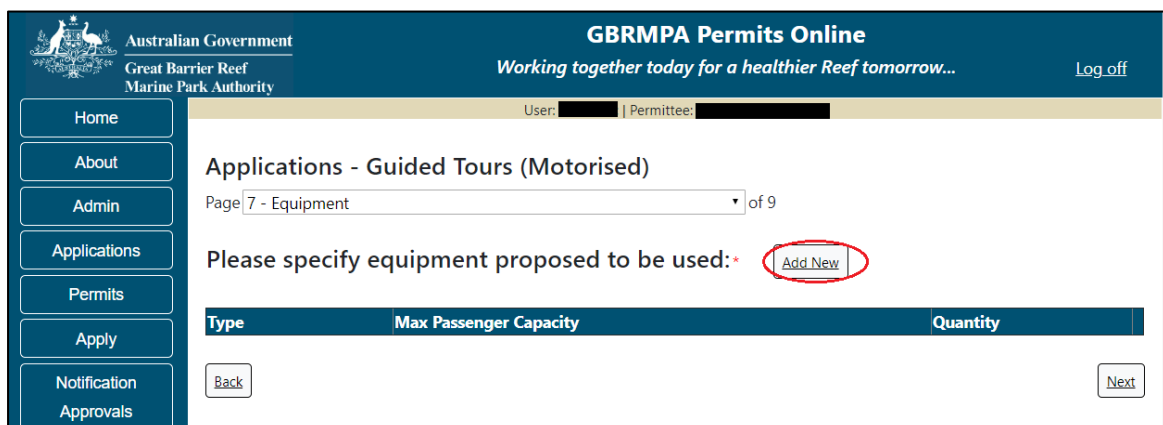 Australian Government
Great Barrier Reef
Marine Park Authority
GBRMPA Permits Online
Working together today for a healthier Reef tomorrow...
Log off
User: | Permittee:
Home
About
Admin
Applications
Permits
Apply
Notification
Approvals
Applications - Guided Tours (Motorised)
Page 7 - Equipment of 9
Please specify equipment proposed to be used:* Add New
Type Max Passenger Capacity Quantity
Back Next